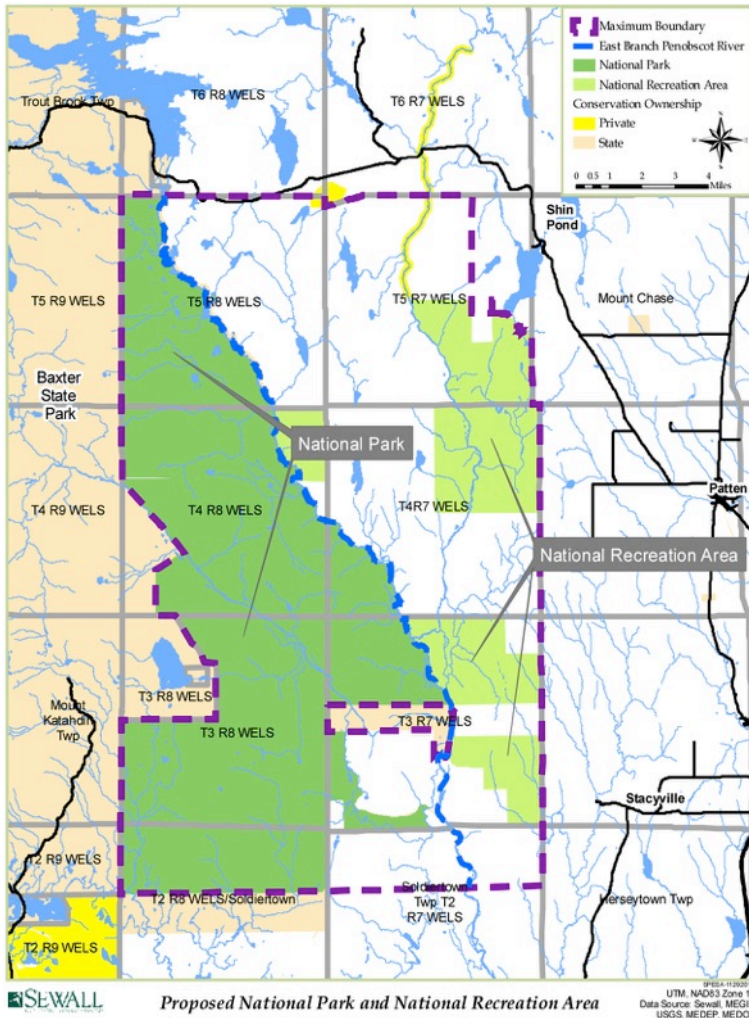 Maximum Boundary
East Branch Penobscot River
National Park
National Recreation Area
Conservation Ownership
Private
State
0 0.5 1 2 3 4
Miles
N
T6 R8 WELS
T6 R7 WELS
Trout Brook Twp
Shin
Pond
T5 R9 WELS
T5 R8 WELS
T5 R7 WELS
Mount Chase
Baxter
State
Park
National Park
T4 R9 WELS
T4 R8 WELS
T4R7 WELS
Patten
National Recreation Area
T3 R8 WELS
Mount
Katahdin
Twp
T3 R8 WELS
T3 R7 WELS
Stacyville
T2 R9 WELS
T2 R8 WELS/Soldiertown
Soldiertown
Twp T2
R7 WELS
Herseytown Twp
T2 R9 WELS
SEWALL
Proposed National Park and National Recreation Area
UTM, NAD83 Zone 1
Data Source: Sewall, MEGI
USGS, MEDEP, MEDO